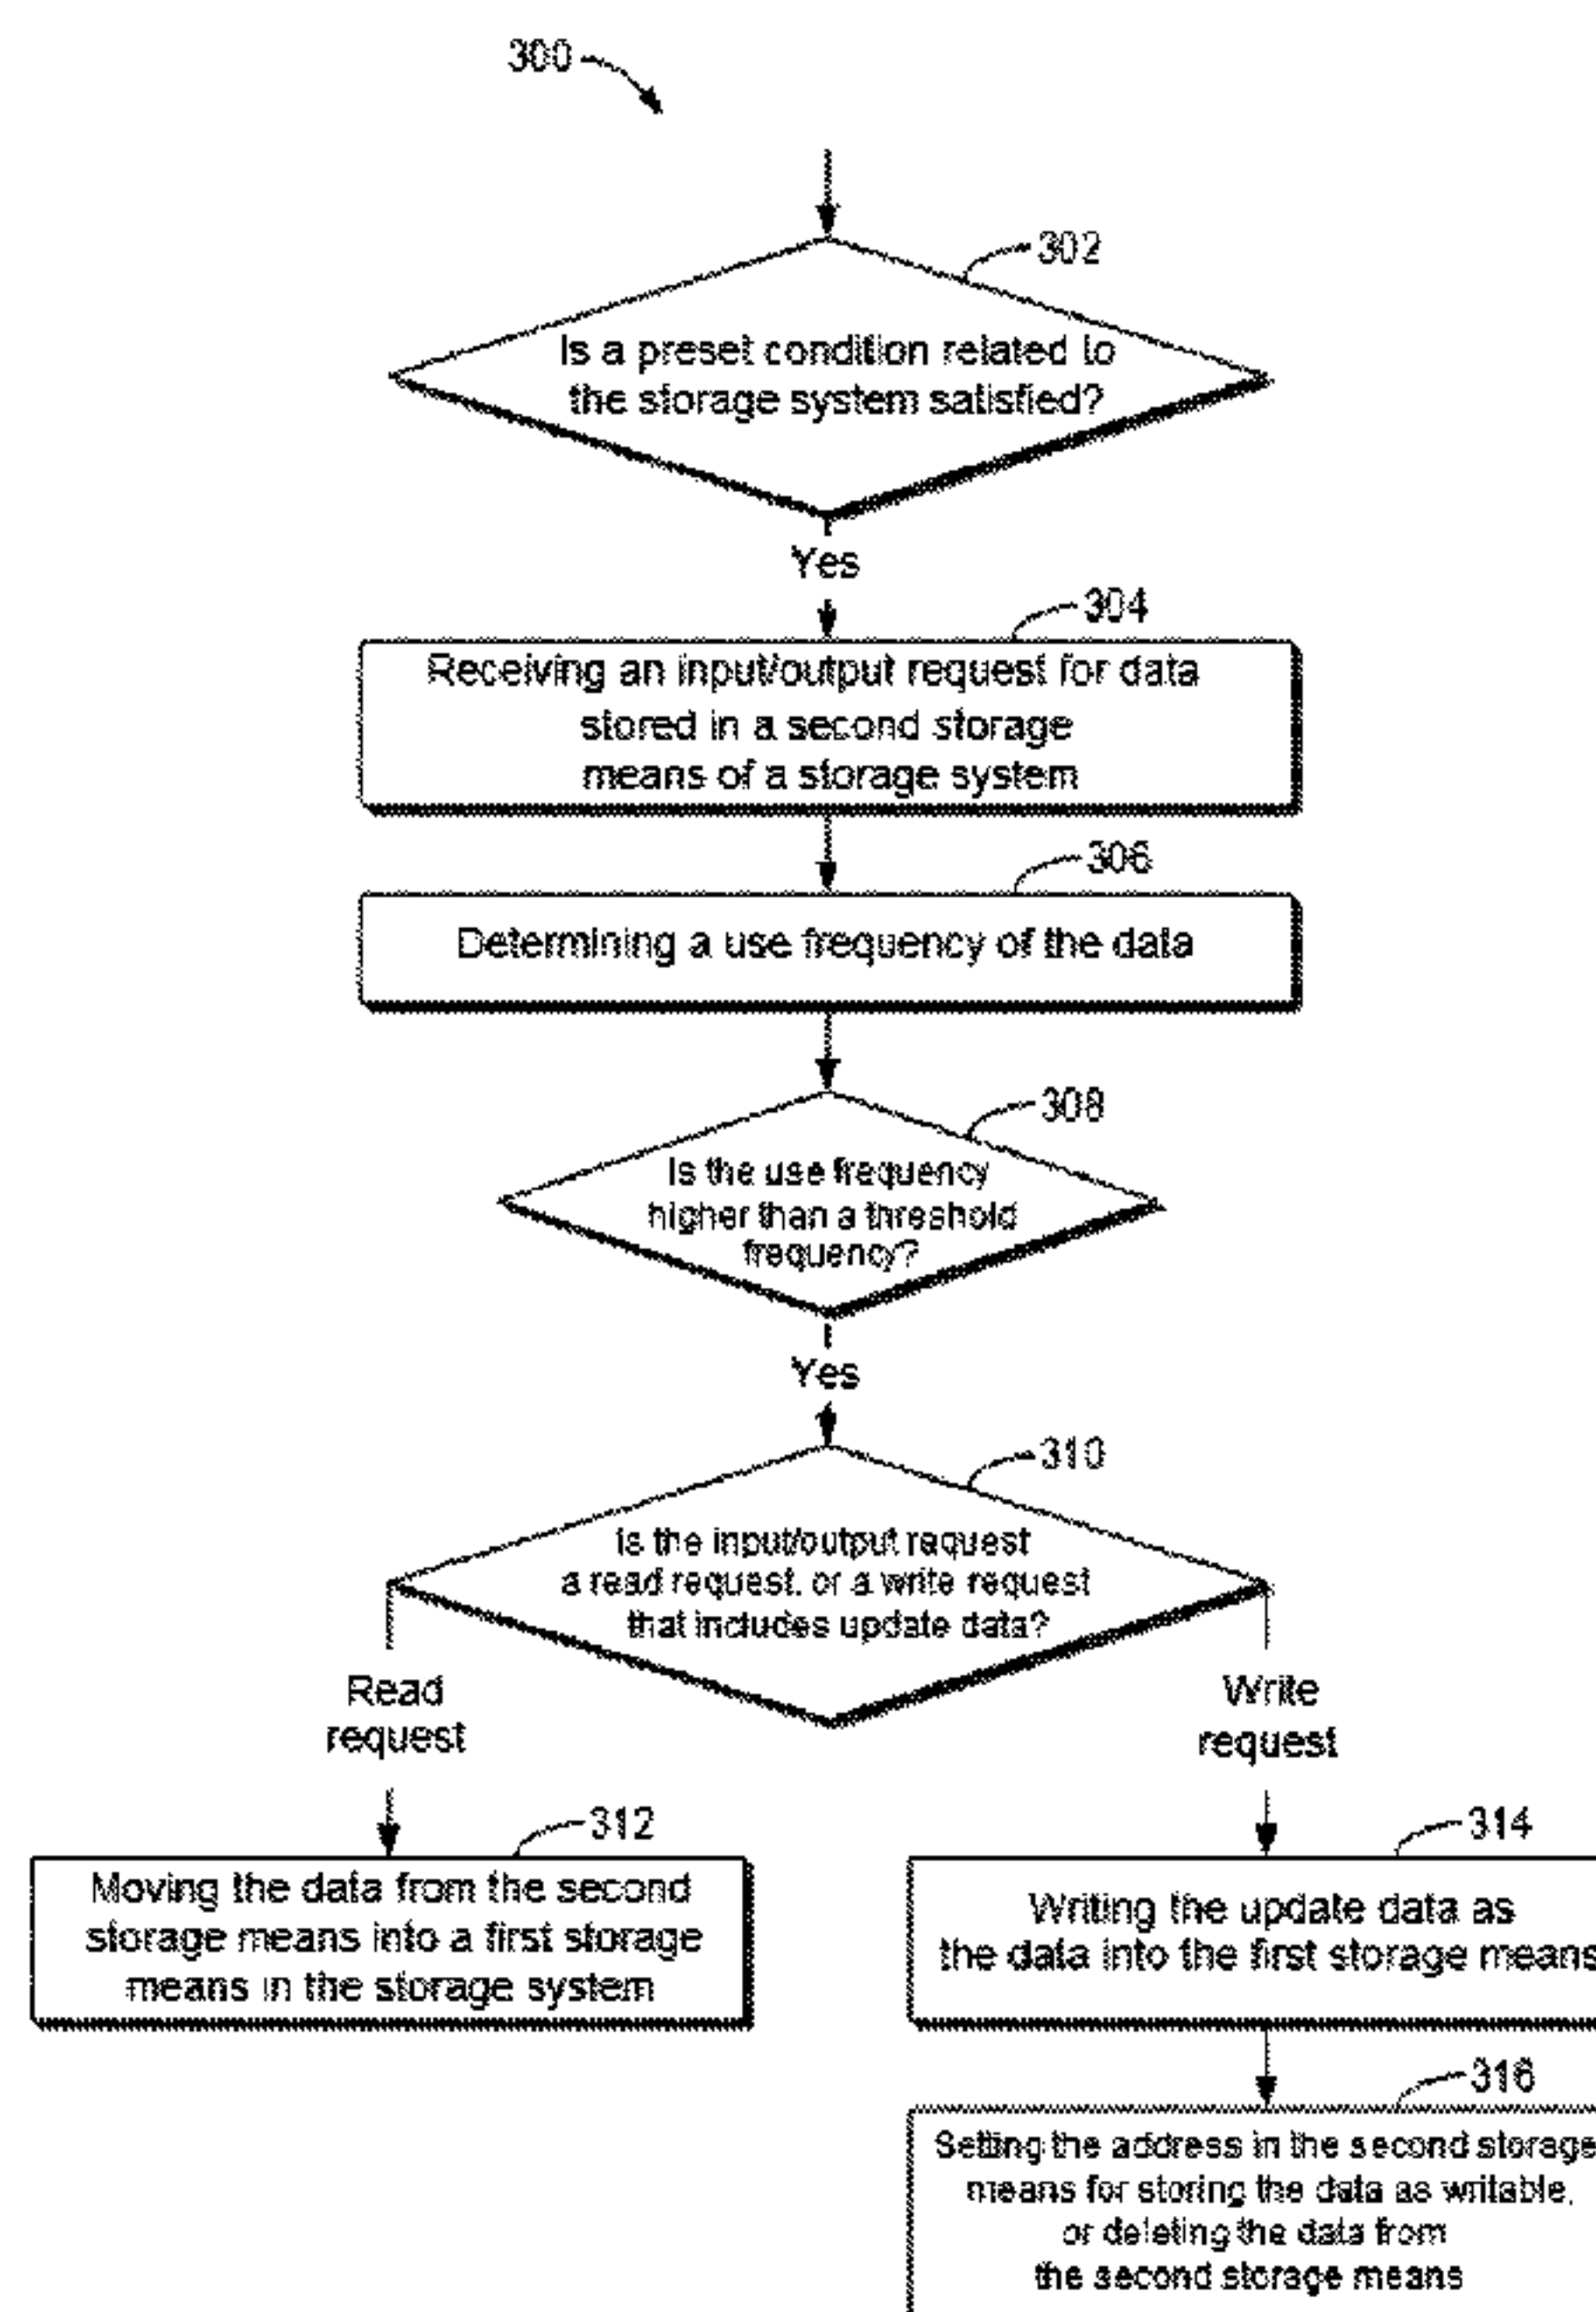 300
302
Is a preset condition related to
the storage system satisfied?
Yes
304
Receiving an input/output request for data
stored in a second storage
means of a storage system
306
Determining a use frequency of the data
308
Is the use frequency
higher than a threshold
frequency?
Yes
310
Is the input/output request
a read request, or a write request
that includes update data?
Read
request
Write
request
312
Moving the data from the second
storage means into a first storage
means in the storage system
314
Writing the update data as
the data into the first storage means
316
Setting the address in the second storage
means for storing the data as writable,
or deleting the data from
the second storage means